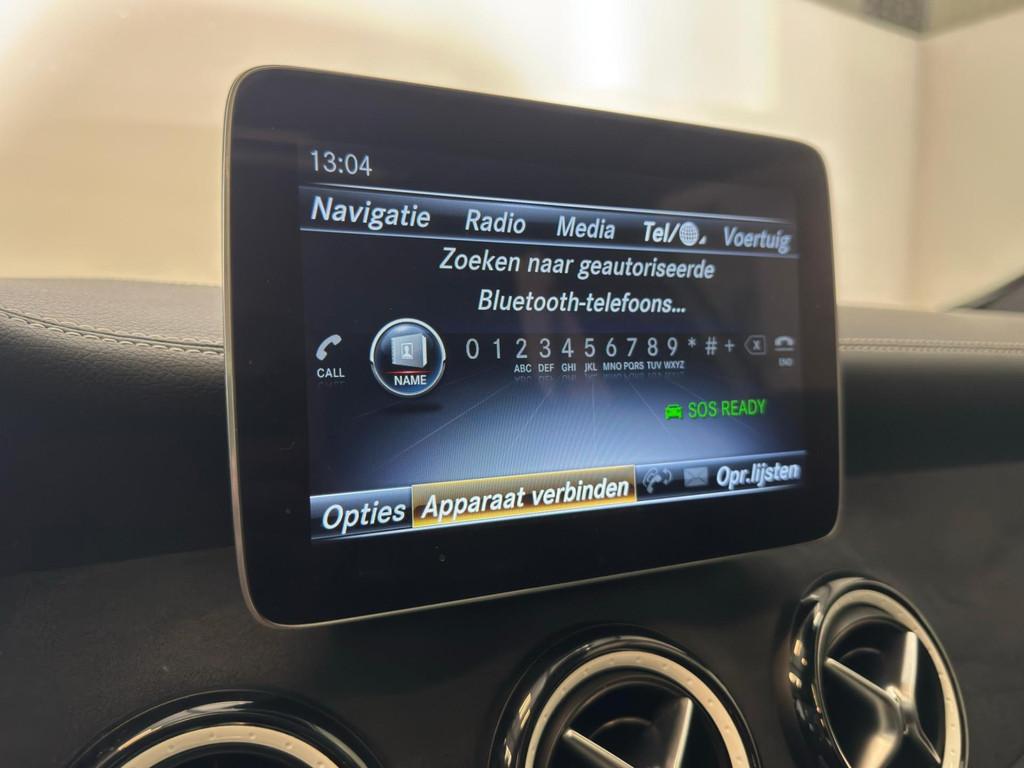 13:04
Navigatie Radio Media Tel/ Voertuig
Zoeken naar geautoriseerde
Bluetooth-telefoons...
CALL NAME 0 1 2 3 4 5 6 7 8 9 * # + END
ABC DEF GHI JKL MNO PQRS TUV WXYZ
SOS READY
Opties Apparaat verbinden Opr.lijsten